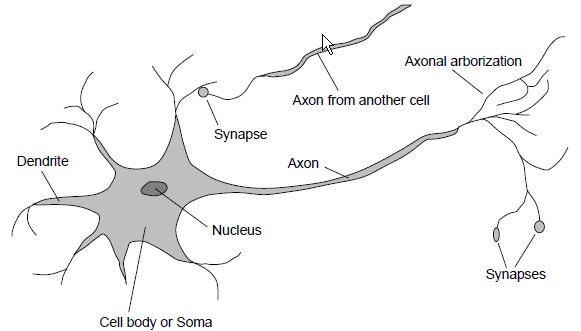 Axonal arborization
Axon from another cell
Synapse
Dendrite
Axon
Nucleus
Synapses
Cell body or Soma